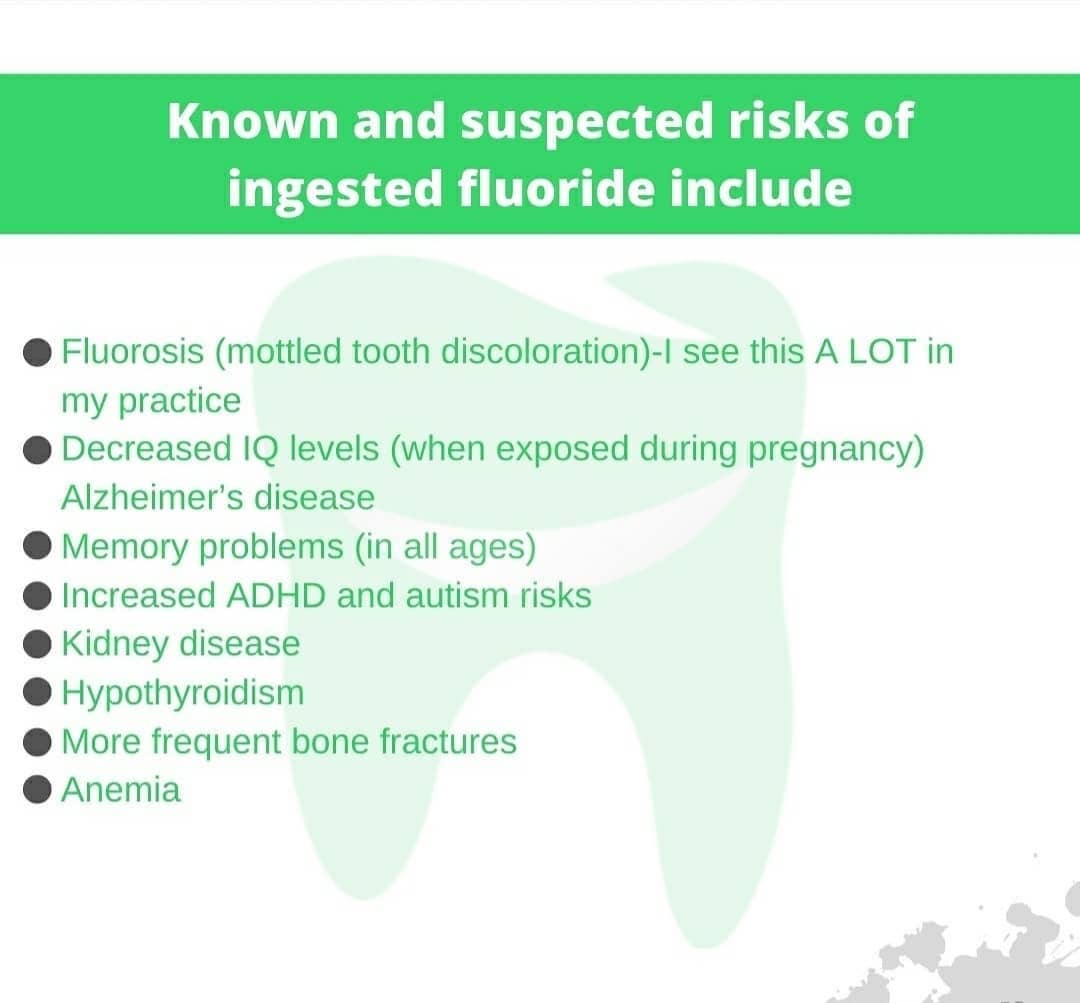 Known and suspected risks of
ingested fluoride include
● Fluorosis (mottled tooth discoloration)-I see this A LOT in
my practice
● Decreased IQ levels (when exposed during pregnancy)
Alzheimer’s disease
● Memory problems (in all ages)
● Increased ADHD and autism risks
● Kidney disease
● Hypothyroidism
● More frequent bone fractures
● Anemia